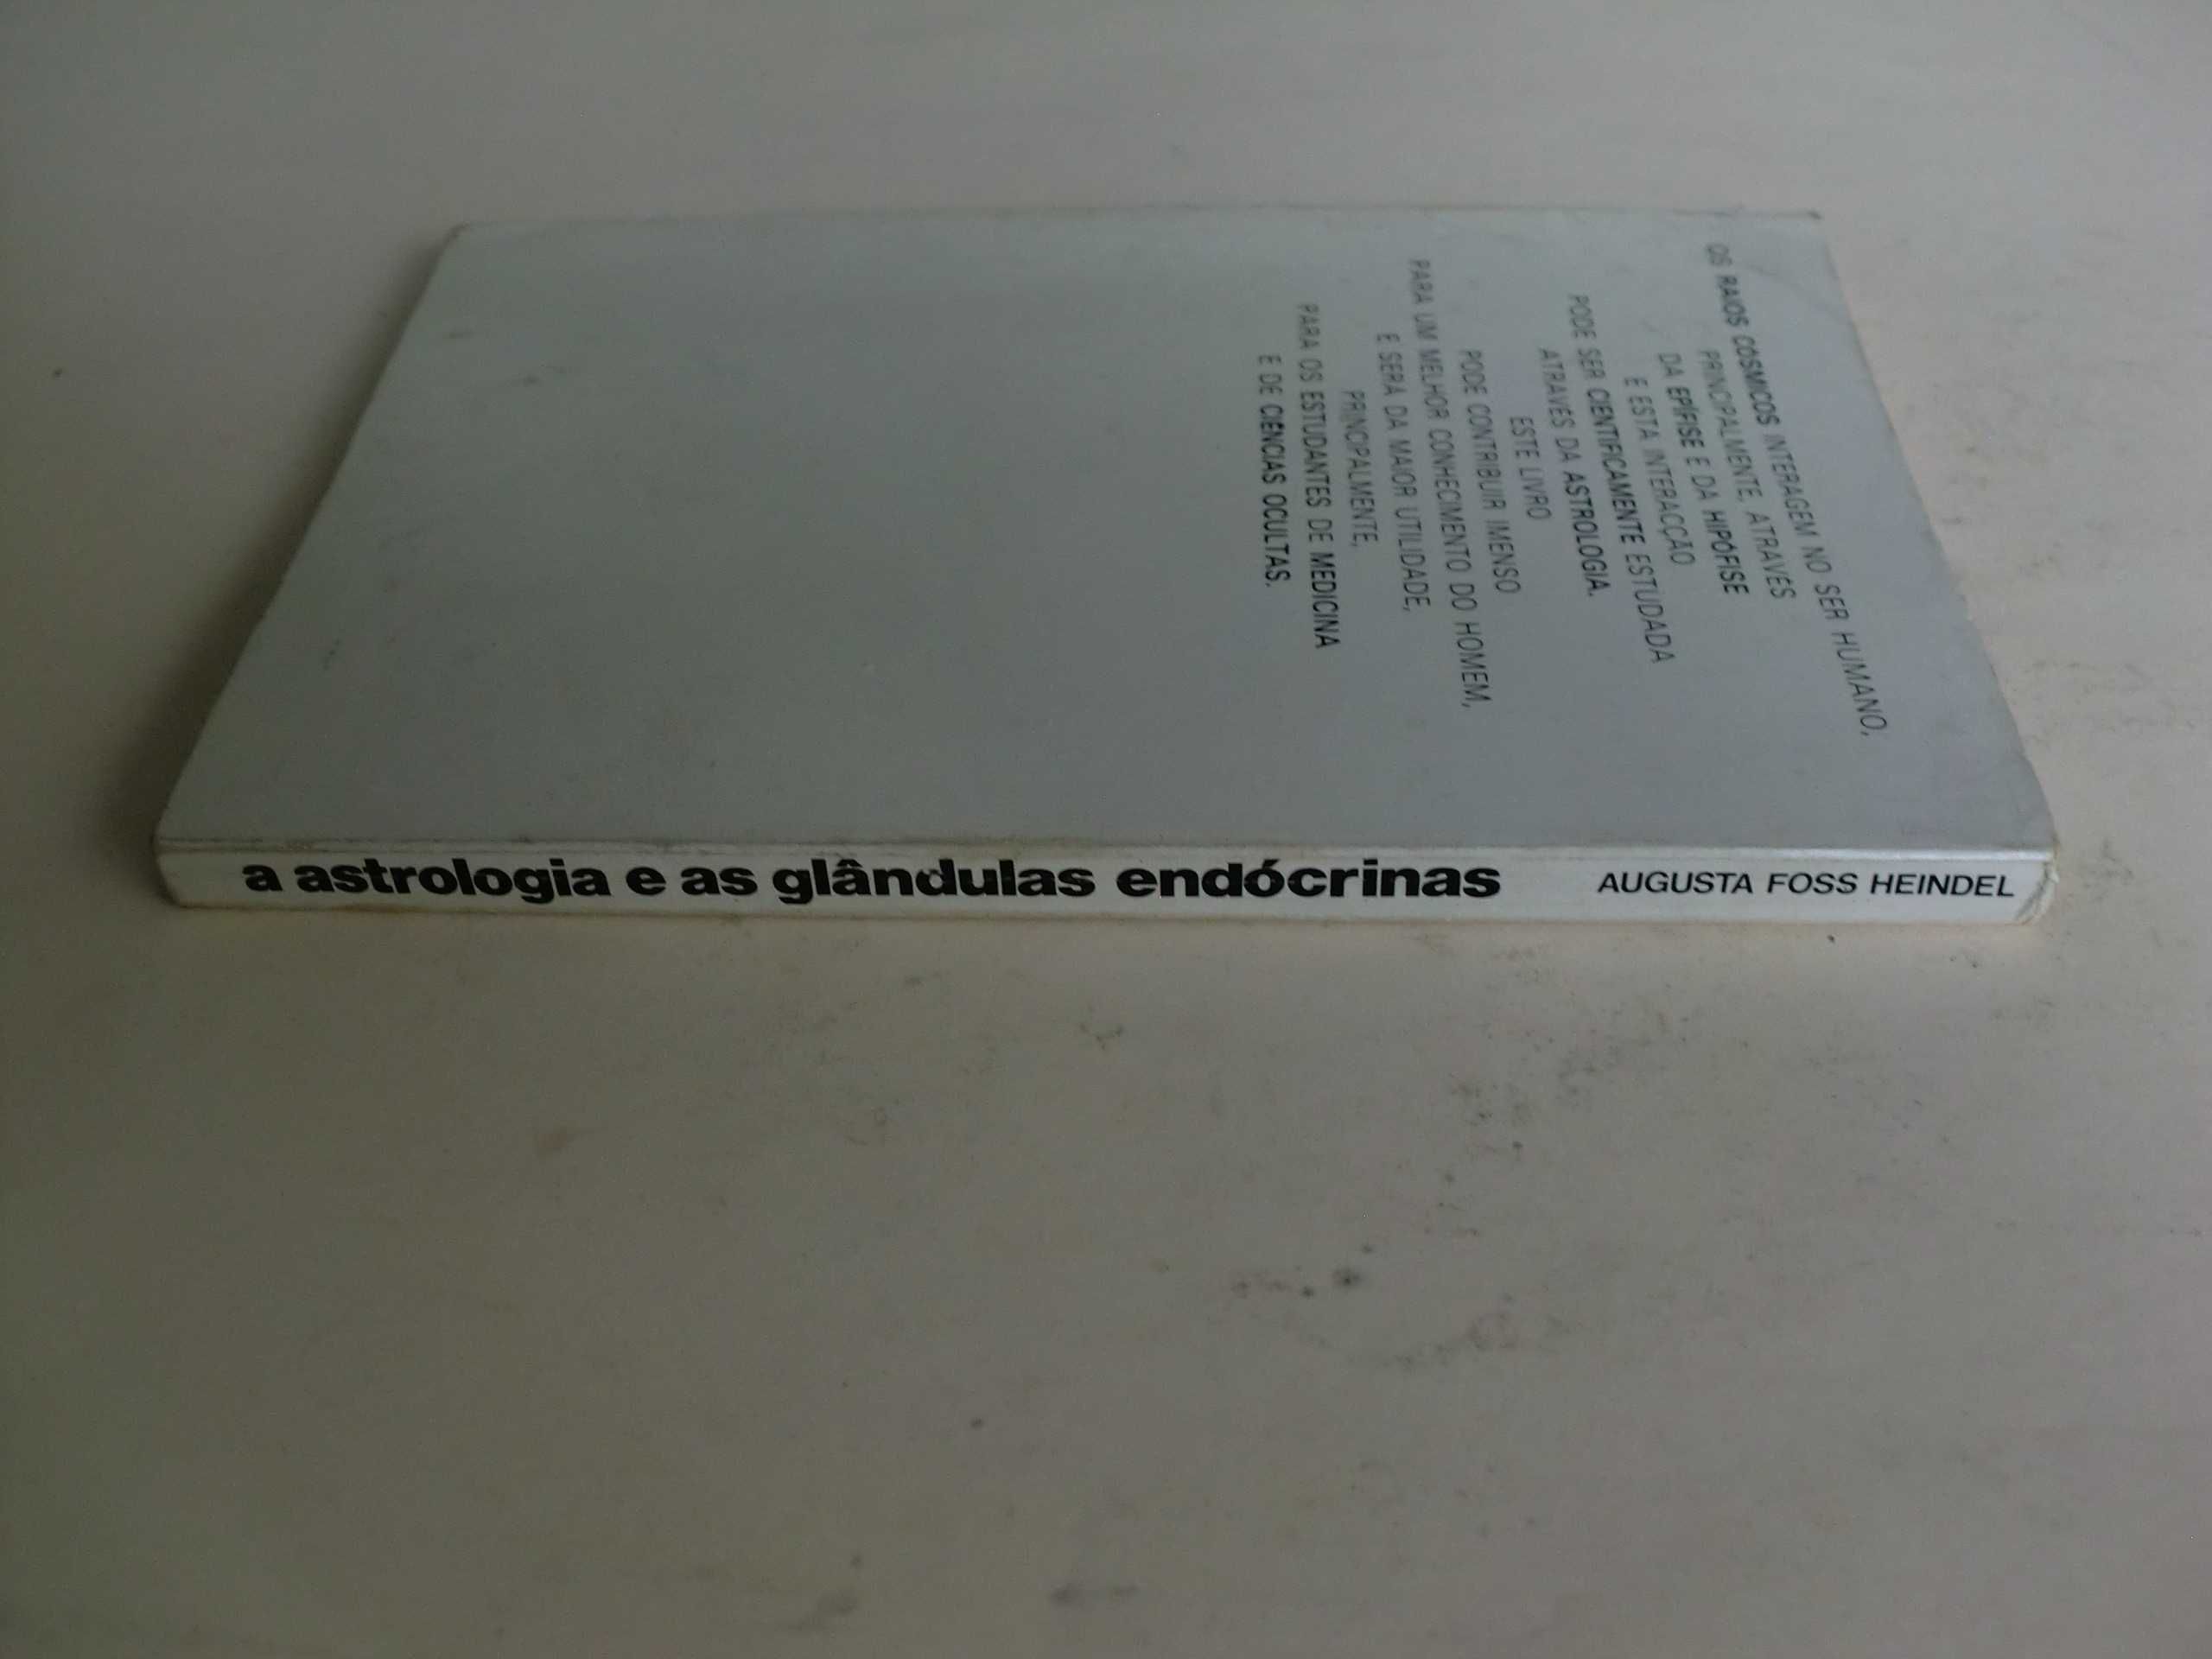 OS RAIOS CÓSMICOS INTERAGEM NO SER HUMANO,
PRINCIPALMENTE, ATRAVÉS
DA EPÍFISE E DA HIPÓFISE
E ESTA INTERACÇÃO
PODE SER CIENTIFICAMENTE ESTUDADA
ATRAVÉS DA ASTROLOGIA.
ESTE LIVRO
PODE CONTRIBUIR IMENSO
PARA UM MELHOR CONHECIMENTO DO HOMEM,
E SERÁ DA MAIOR UTILIDADE,
PRINCIPALMENTE,
PARA OS ESTUDANTES DE MEDICINA
E DE CIENCIAS OCULTAS.
a astrologia e as glândulas endócrinas
AUGUSTA FOSS HEINDEL